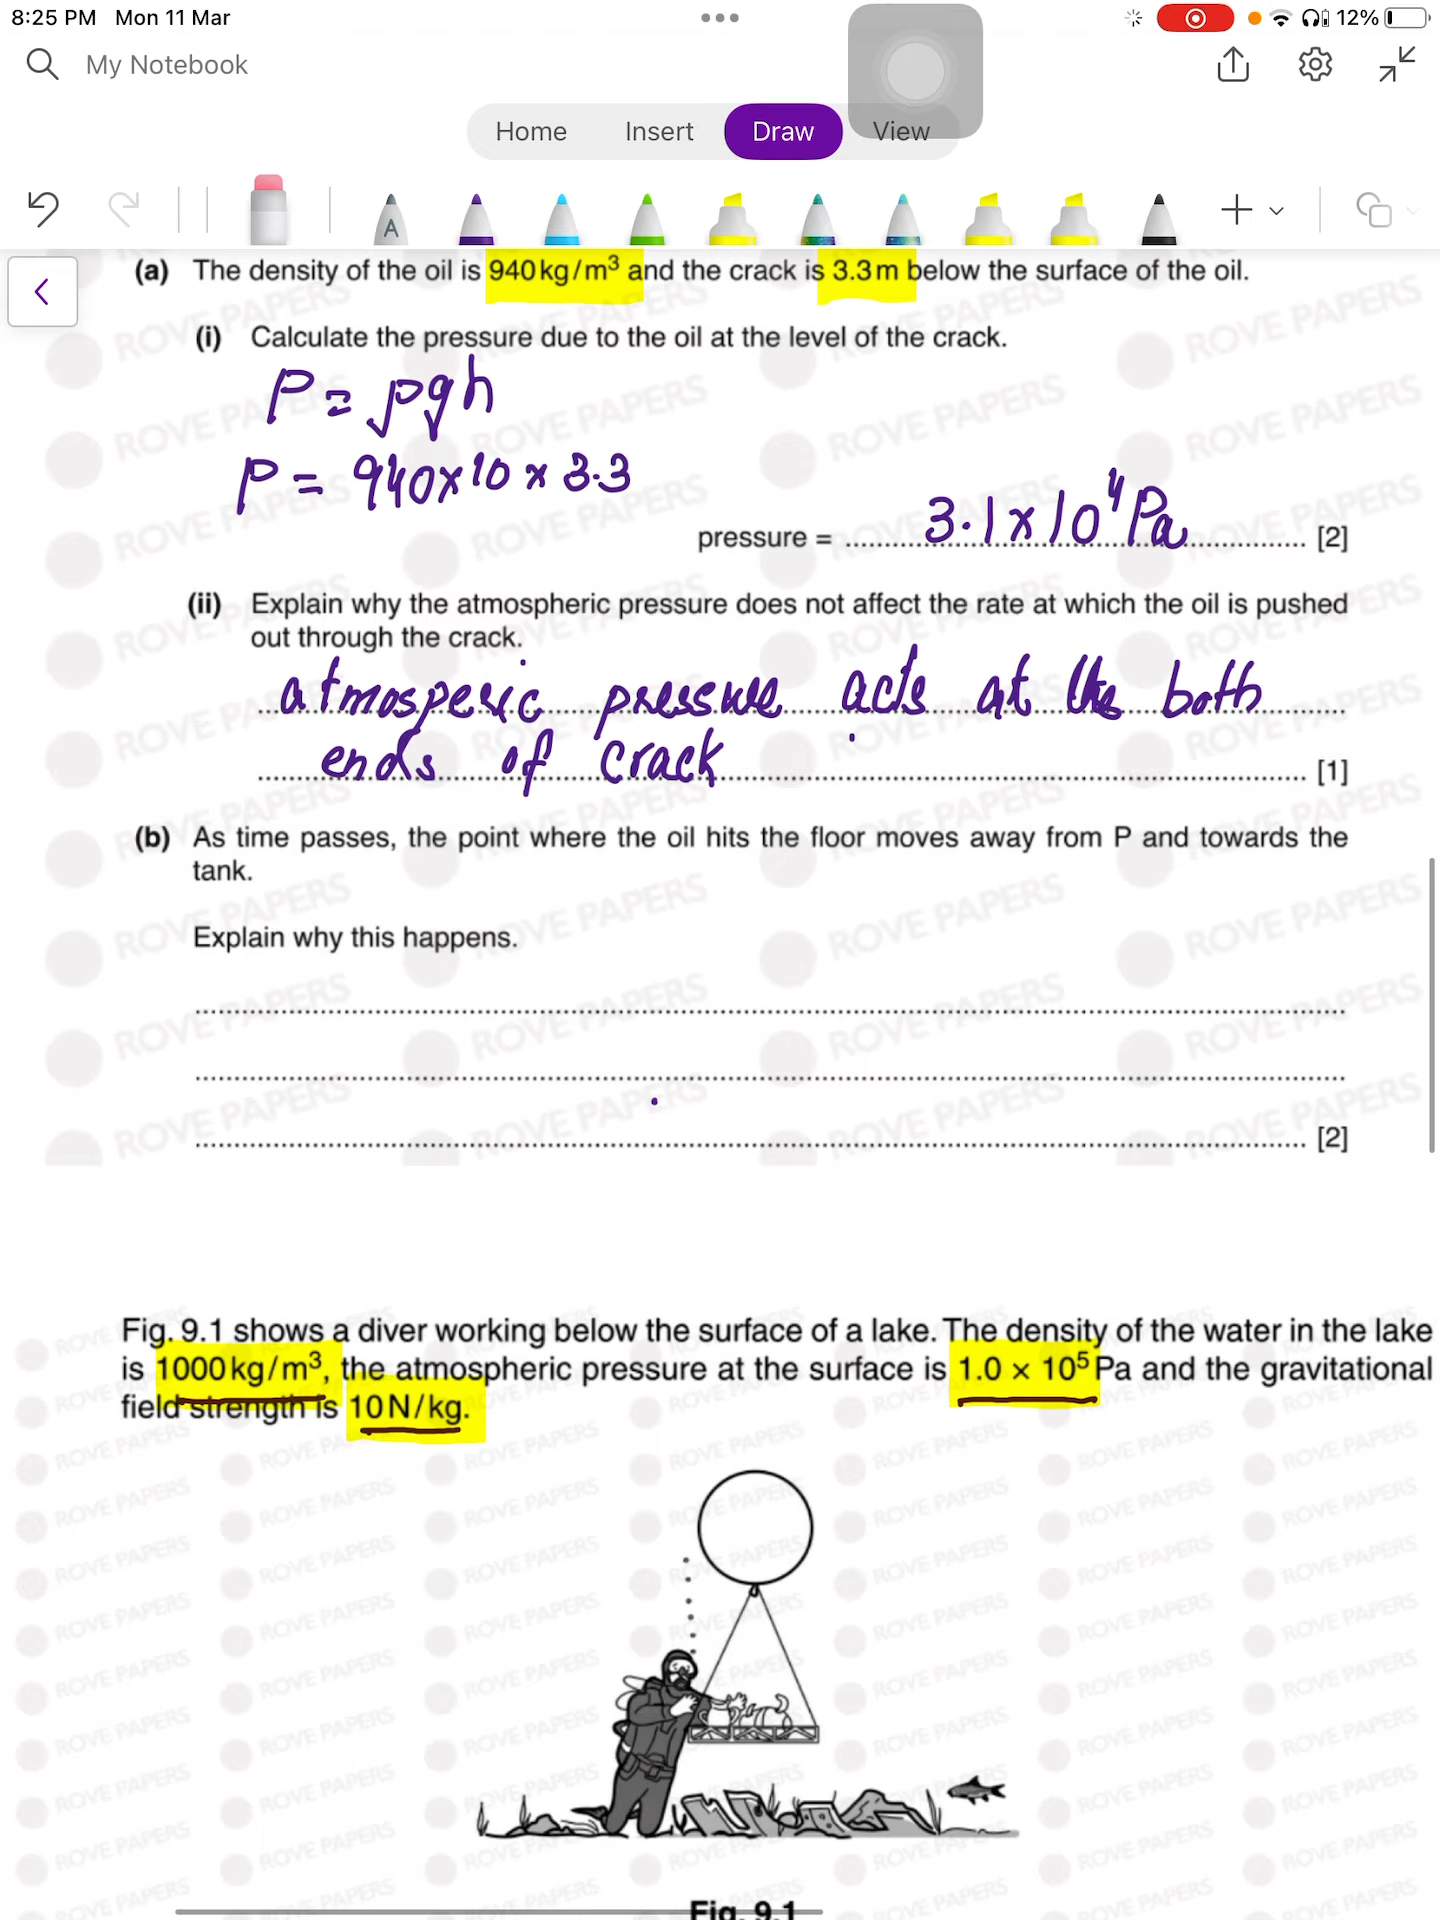 8:25 PM Mon 11 Mar
12%
My Notebook
Home Insert Draw View
A
(a) The density of the oil is 940 kg/m³ and the crack is 3.3 m below the surface of the oil.
(i) Calculate the pressure due to the oil at the level of the crack.
P = ρgh
P = 940 x 10 x 3.3
pressure = 3.1 x 10⁴ Pa [2]
(ii) Explain why the atmospheric pressure does not affect the rate at which the oil is pushed
out through the crack.
atmosperic pressure acts at the both
ends of crack [1]
(b) As time passes, the point where the oil hits the floor moves away from P and towards the
tank.
Explain why this happens.
[2]
Fig. 9.1 shows a diver working below the surface of a lake. The density of the water in the lake
is 1000 kg/m³, the atmospheric pressure at the surface is 1.0 × 10⁵ Pa and the gravitational
field strength is 10 N/kg.
Fig. 9.1
ROVE PAPERS